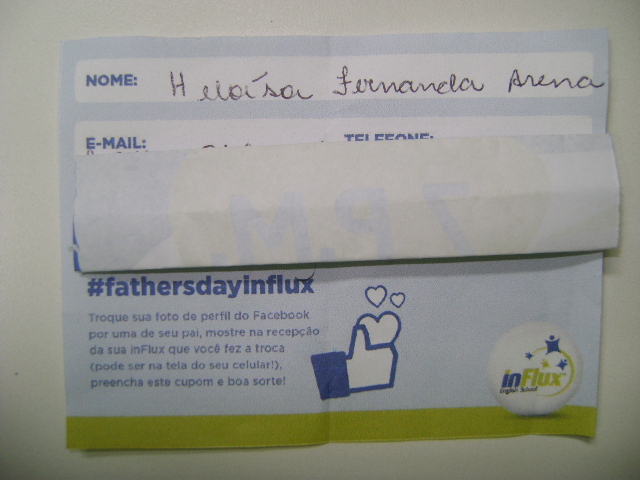 NOME: Heloísa Fernanda Arena
E-MAIL: TELEFONE:
#fathersdayinflux
Troque sua foto de perfil do Facebook
por uma de seu pai, mostre na recepção
da sua inFlux que você fez a troca
(pode ser na tela do seu celular!),
preencha este cupom e boa sorte!
inFlux
English School